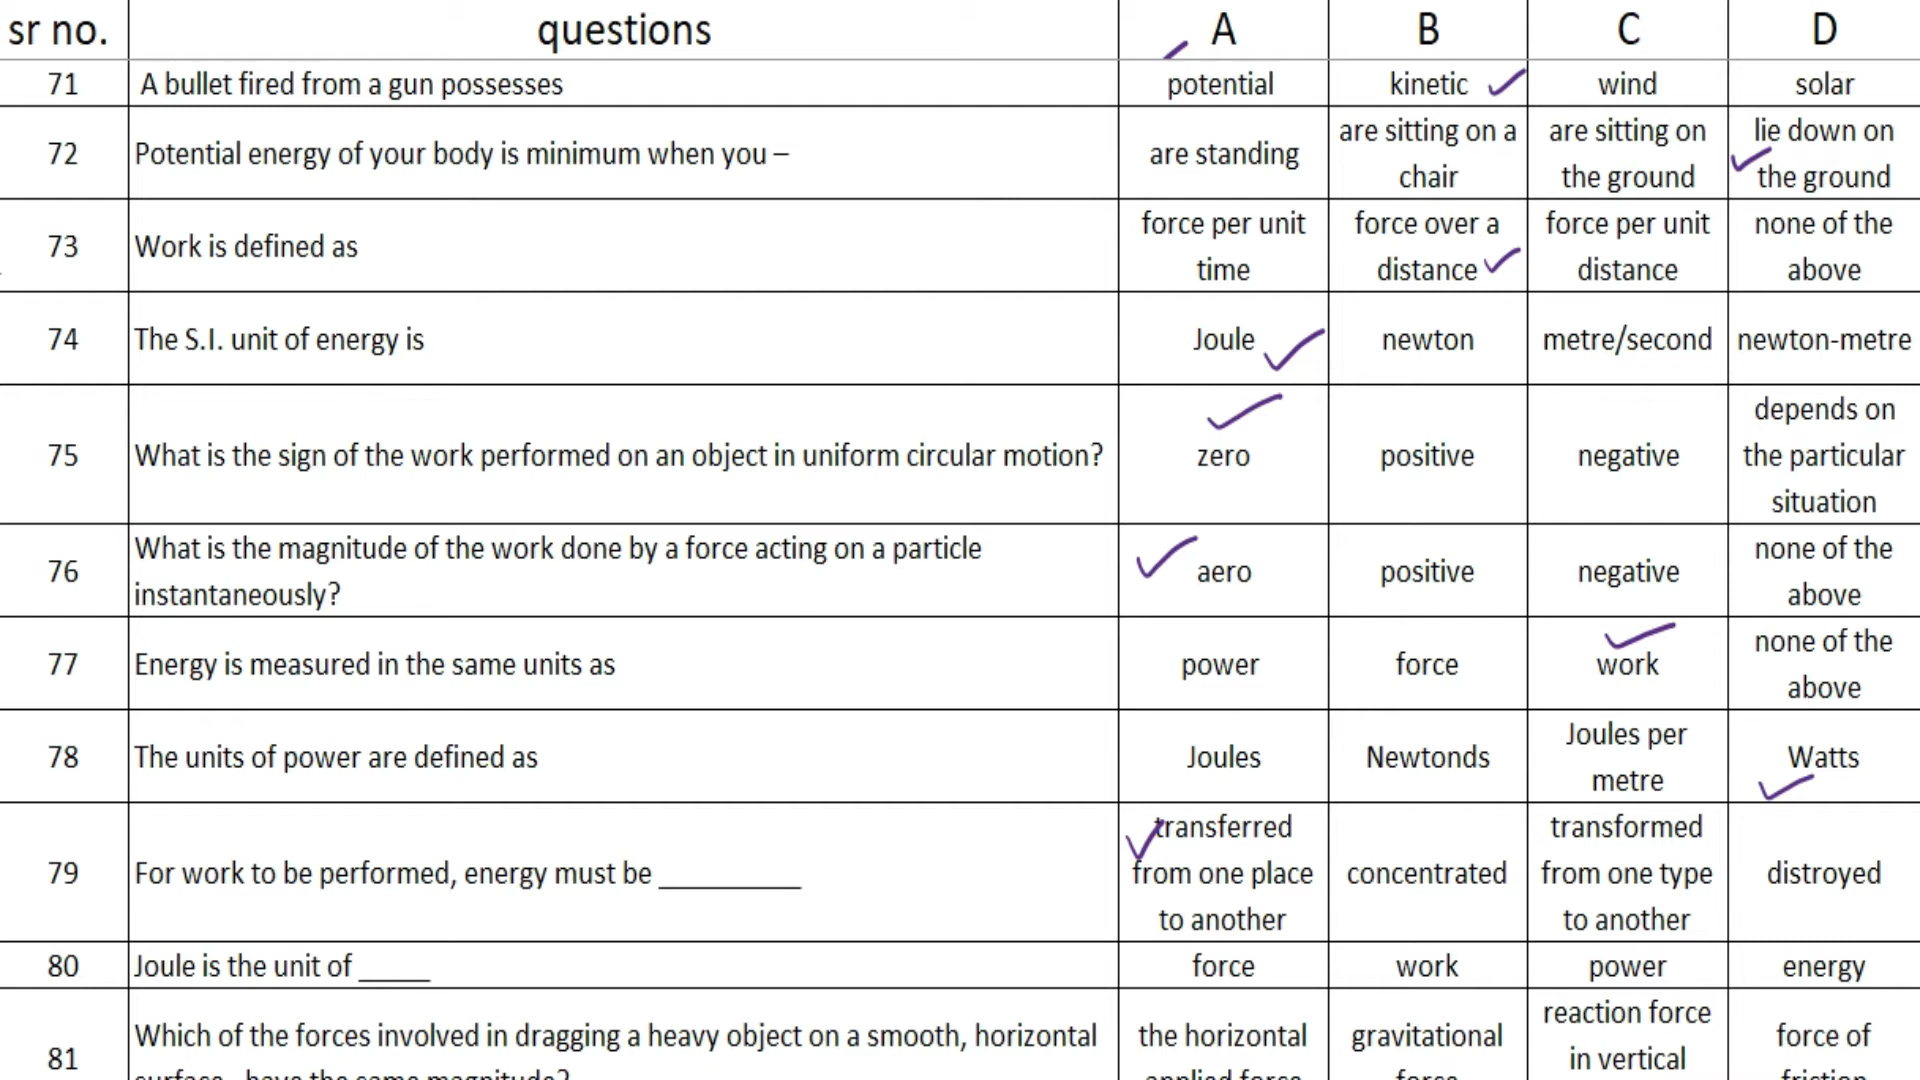 sr no. questions A B C D
71 A bullet fired from a gun possesses potential kinetic wind solar
72 Potential energy of your body is minimum when you – are standing are sitting on a chair are sitting on the ground lie down on the ground
73 Work is defined as force per unit time force over a distance force per unit distance none of the above
74 The S.I. unit of energy is Joule newton metre/second newton-metre
75 What is the sign of the work performed on an object in uniform circular motion? zero positive negative depends on the particular situation
76 What is the magnitude of the work done by a force acting on a particle
instantaneously? aero positive negative none of the above
77 Energy is measured in the same units as power force work none of the above
78 The units of power are defined as Joules Newtonds Joules per metre Watts
79 For work to be performed, energy must be _________ transferred from one place to another concentrated transformed from one type to another distroyed
80 Joule is the unit of _____ force work power energy
81 Which of the forces involved in dragging a heavy object on a smooth, horizontal
surface, have the same magnitude? the horizontal applied force gravitational force reaction force in vertical force of friction